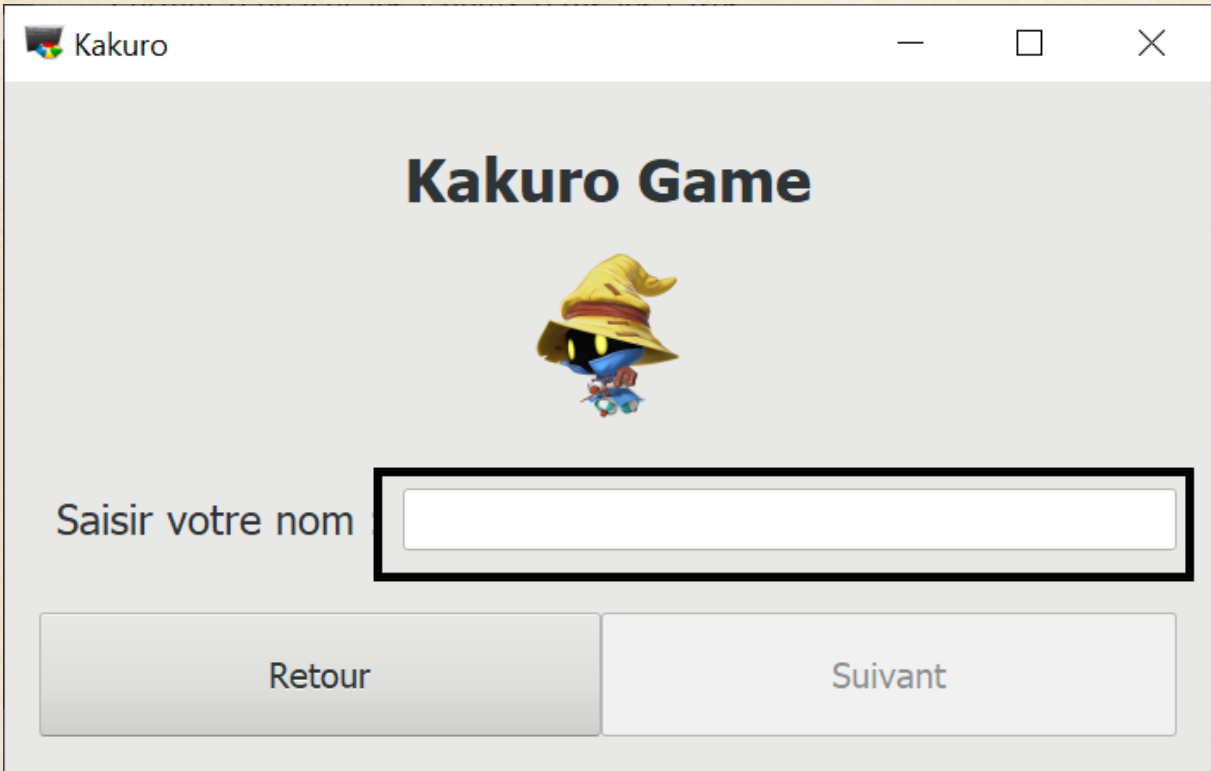 Kakuro
Kakuro Game
Saisir votre nom :
Retour
Suivant